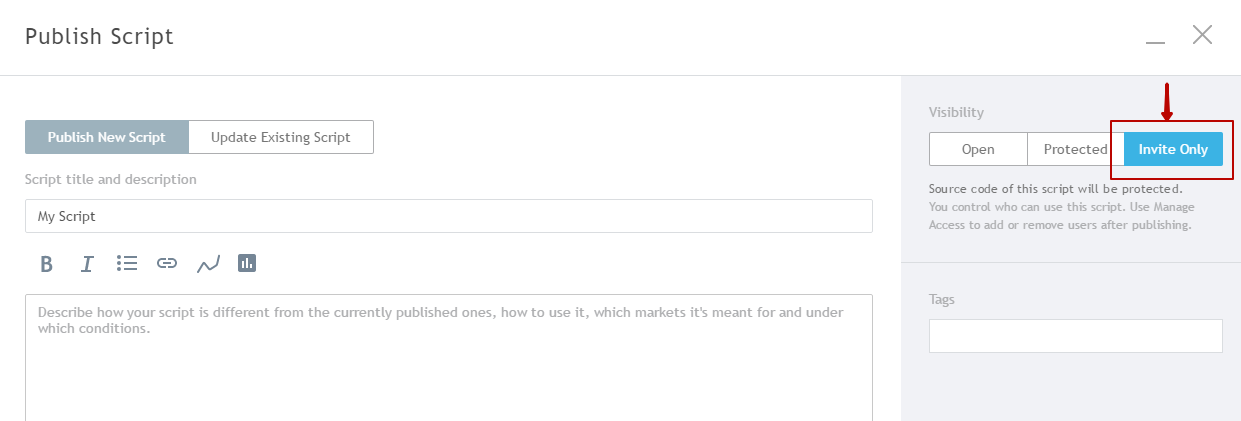 Publish Script
Publish New Script
Update Existing Script
Script title and description
My Script
B I
Describe how your script is different from the currently published ones, how to use it, which markets it's meant for and under
which conditions.
Visibility
Open
Protected
Invite Only
Source code of this script will be protected.
You control who can use this script. Use Manage
Access to add or remove users after publishing.
Tags